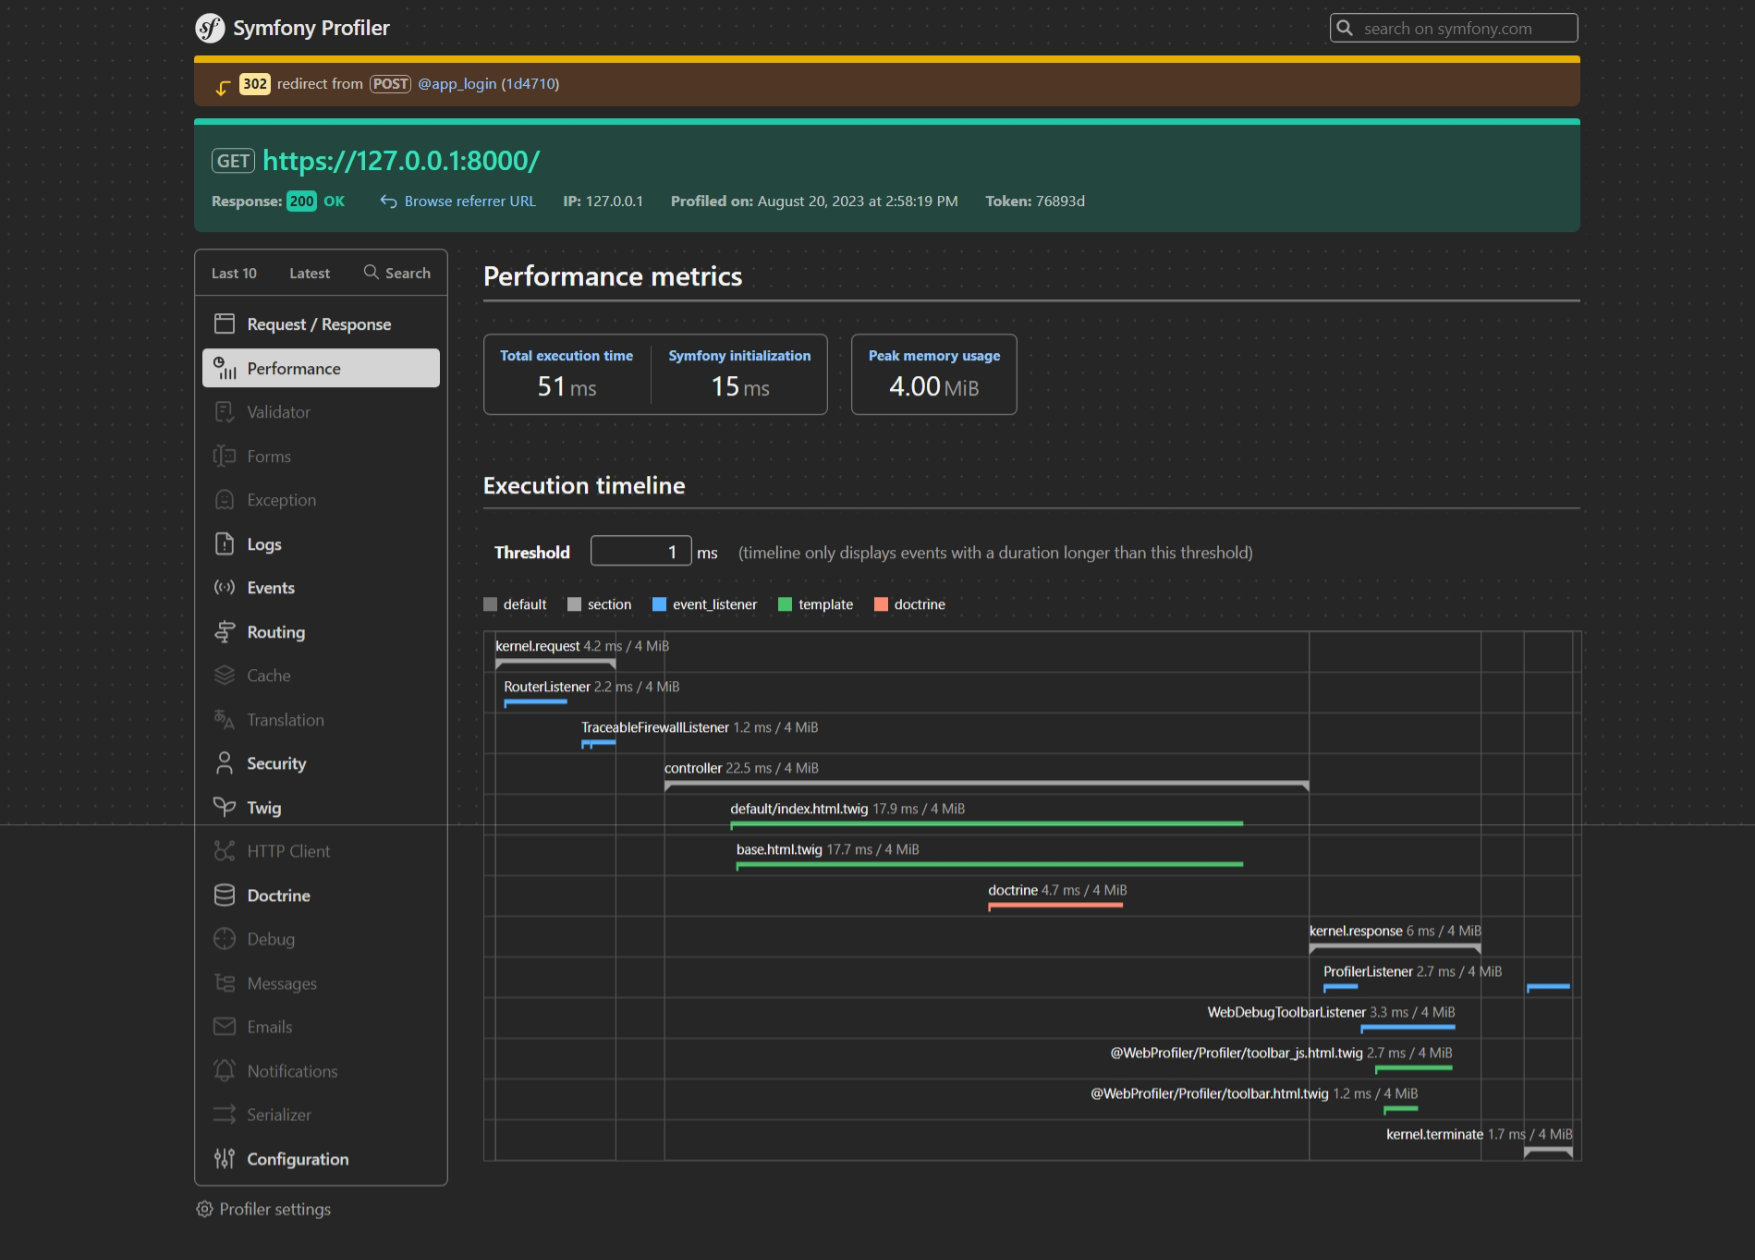 sf Symfony Profiler
search on symfony.com
302 redirect from POST @app_login (1d4710)
GET https://127.0.0.1:8000/
Response: 200 OK Browse referrer URL IP: 127.0.0.1 Profiled on: August 20, 2023 at 2:58:19 PM Token: 76893d
Last 10 Latest Search
Request / Response
Performance
Validator
Forms
Exception
Logs
Events
Routing
Cache
Translation
Security
Twig
HTTP Client
Doctrine
Debug
Messages
Emails
Notifications
Serializer
Configuration
Profiler settings
Performance metrics
Total execution time Symfony initialization Peak memory usage
51 ms 15 ms 4.00 MiB
Execution timeline
Threshold 1 ms (timeline only displays events with a duration longer than this threshold)
default section event_listener template doctrine
kernel.request 4.2 ms / 4 MiB
RouterListener 2.2 ms / 4 MiB
TraceableFirewallListener 1.2 ms / 4 MiB
controller 22.5 ms / 4 MiB
default/index.html.twig 17.9 ms / 4 MiB
base.html.twig 17.7 ms / 4 MiB
doctrine 4.7 ms / 4 MiB
kernel.response 6 ms / 4 MiB
ProfilerListener 2.7 ms / 4 MiB
WebDebugToolbarListener 3.3 ms / 4 MiB
@WebProfiler/Profiler/toolbar_js.html.twig 2.7 ms / 4 MiB
@WebProfiler/Profiler/toolbar.html.twig 1.2 ms / 4 MiB
kernel.terminate 1.7 ms / 4 MiB